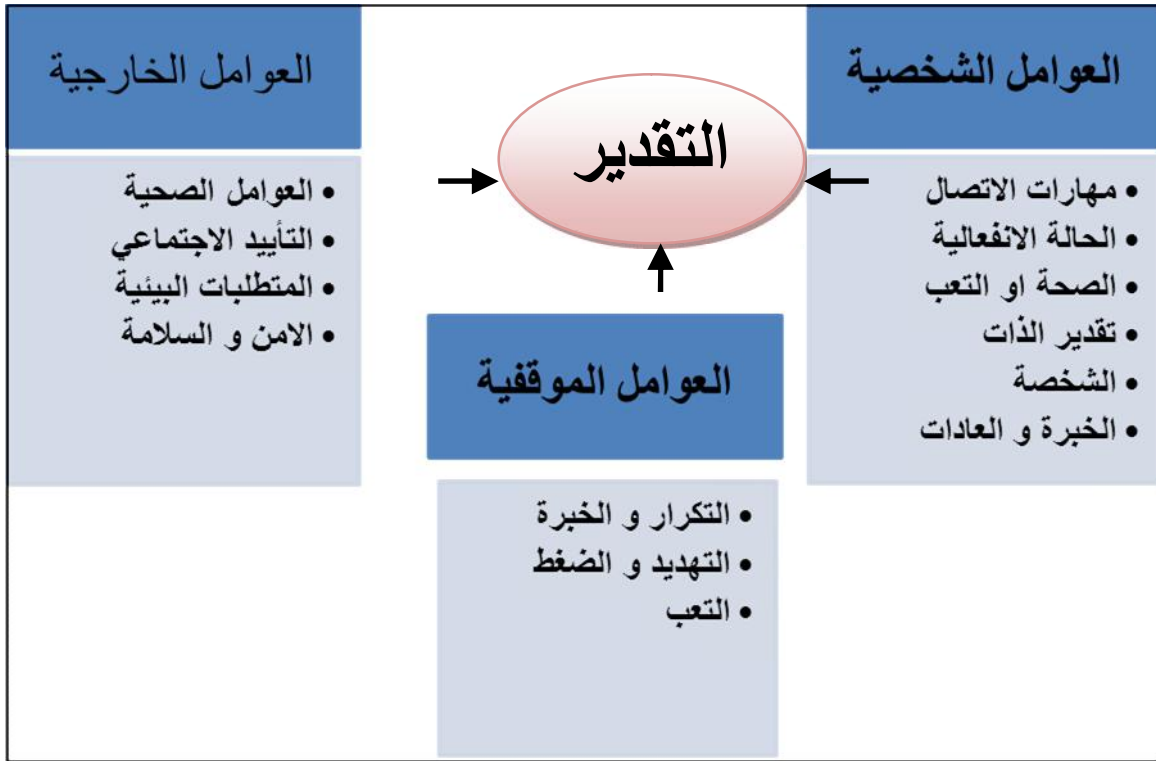 العوامل الشخصية
• مهارات الاتصال
• الحالة الانفعالية
• الصحة او التعب
• تقدير الذات
• الشخصة
• الخبرة و العادات
التقدير
العوامل الموقفية
• التكرار و الخبرة
• التهديد و الضغط
• التعب
العوامل الخارجية
• العوامل الصحية
• التأييد الاجتماعي
• المتطلبات البيئية
• الامن و السلامة